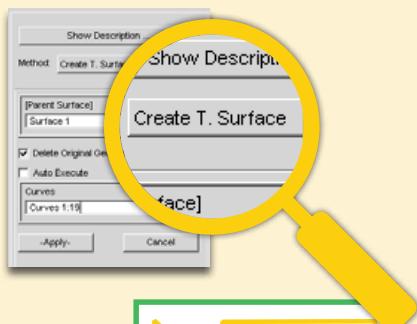 Show Description ...
Method: Create T. Surface
[Parent Surface]
Surface 1
Delete Original Ge
Auto Execute
Curves
Curves 1:19
-Apply-
Cancel
Show Descripti
Create T. Surface
face]